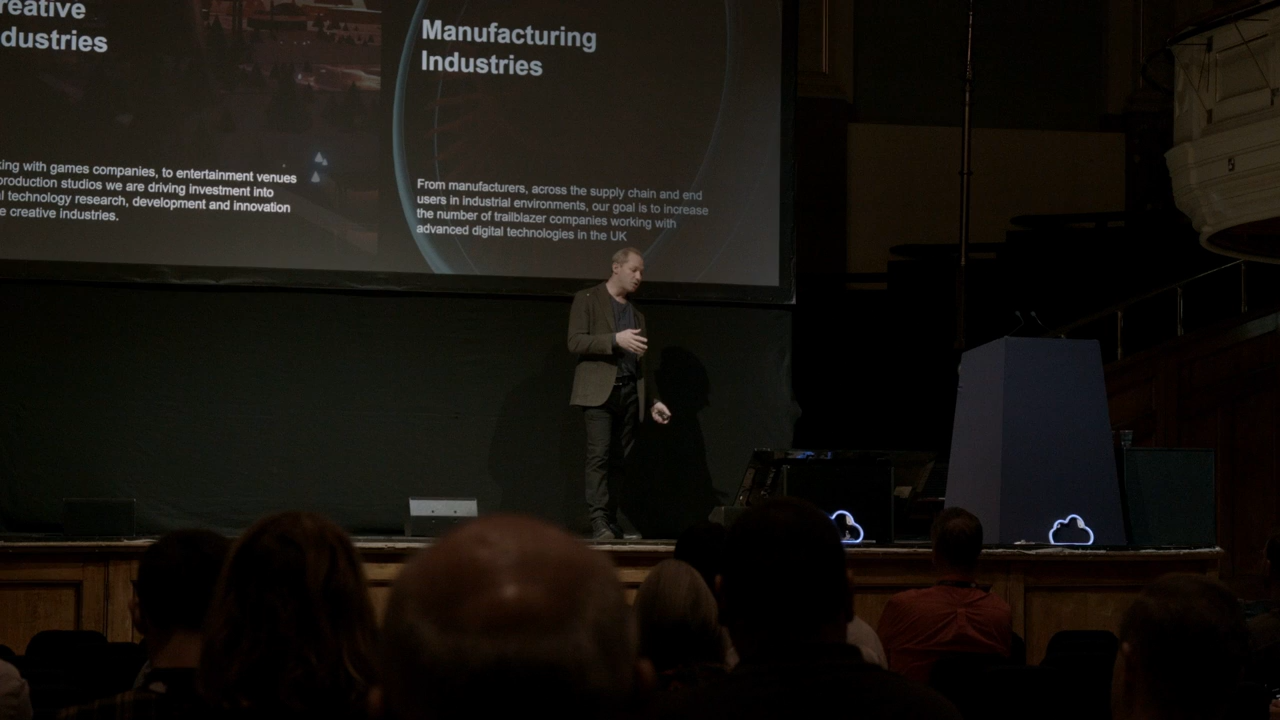 reative
dustries
king with games companies, to entertainment venues
production studios we are driving investment into
l technology research, development and innovation
e creative industries.
Manufacturing
Industries
From manufacturers, across the supply chain and end
users in industrial environments, our goal is to increase
the number of trailblazer companies working with
advanced digital technologies in the UK